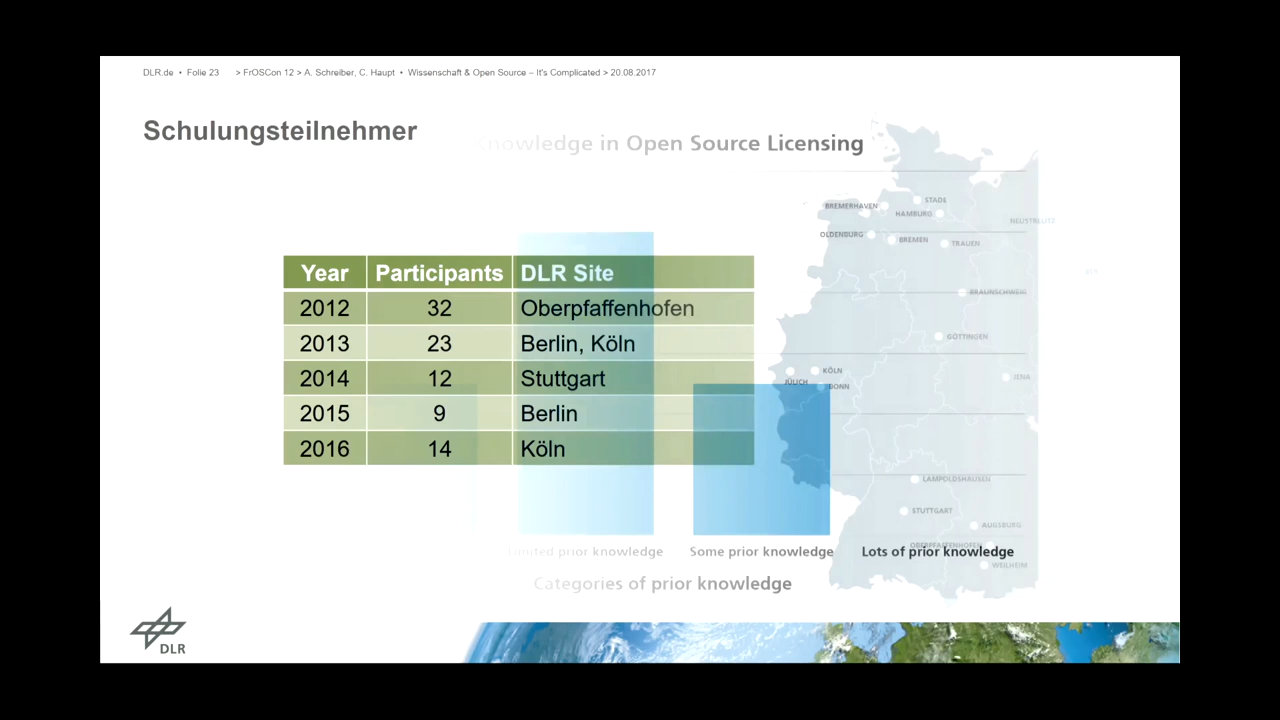 DLR.de • Folie 23 > FrOSCon 12 > A. Schreiber, C. Haupt • Wissenschaft & Open Source – It's Complicated > 20.08.2017
Schulungsteilnehmer
Knowledge in Open Source Licensing
STADE
BREMERHAVEN
HAMBURG
NEUSTRELITZ
OLDENBURG
BREMEN
TRAUEN
Year Participants DLR Site
BRAUNSCHWEIG
2012 32 Oberpfaffenhofen
GÖTTINGEN
2013 23 Berlin, Köln
KÖLN
JENA
2014 12 Stuttgart
JÜLICH
BONN
2015 9 Berlin
2016 14 Köln
LAMPOLDSHAUSEN
STUTTGART
AUGSBURG
OBERPFAFFENHOFEN
Limited prior knowledge Some prior knowledge Lots of prior knowledge
WEILHEIM
Categories of prior knowledge
DLR